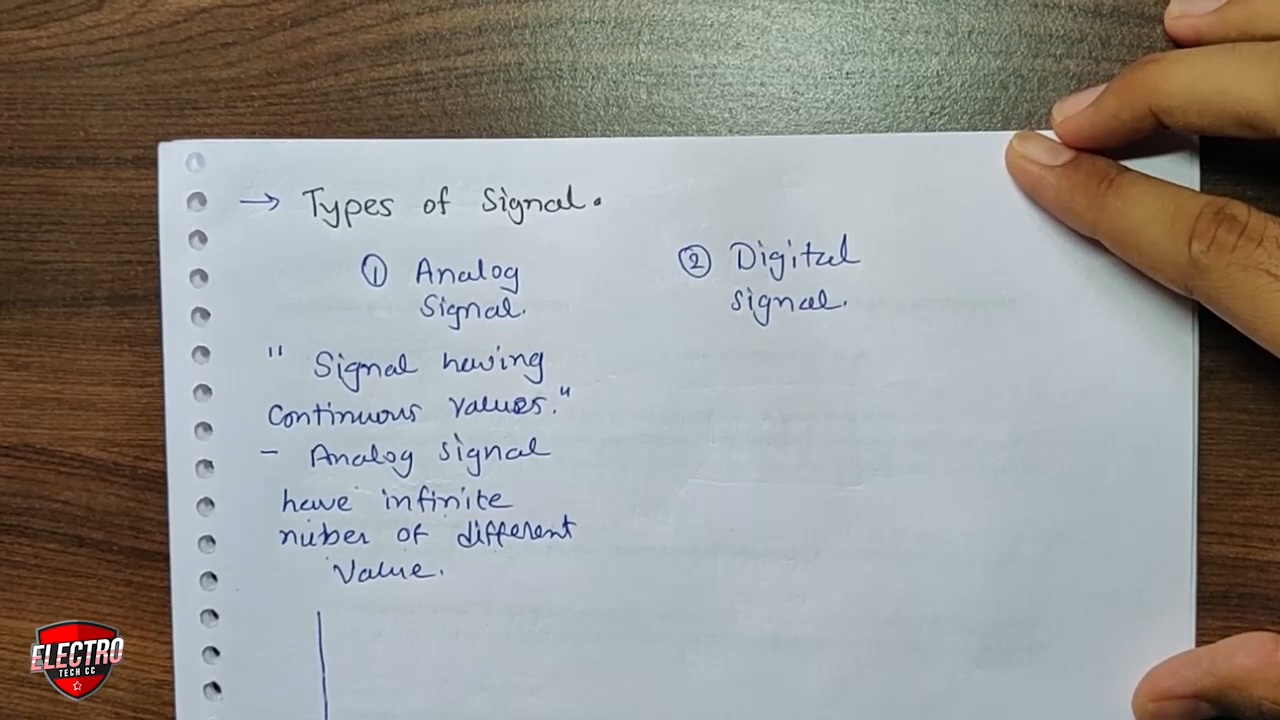 → Types of Signal.
① Analog
Signal.
② Digital
signal.
" Signal having
Continuous values."
- Analog signal
have infinite
nuber of different
Value.
ELECTRO
TECH CC